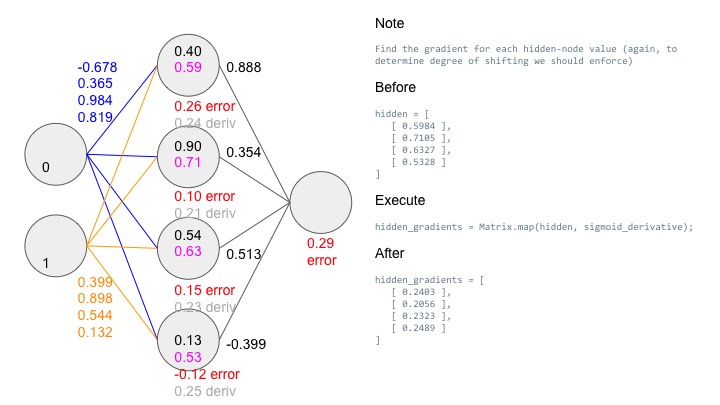 -0.678
0.365
0.984
0.819
0
1
0.399
0.898
0.544
0.132
0.40
0.59
0.26 error
0.24 deriv
0.90
0.71
0.10 error
0.21 deriv
0.54
0.63
0.15 error
0.23 deriv
0.13
0.53
-0.12 error
0.25 deriv
0.888
0.354
0.513
-0.399
0.29
error
Note
Find the gradient for each hidden-node value (again, to
determine degree of shifting we should enforce)
Before
hidden = [
[ 0.5984 ],
[ 0.7105 ],
[ 0.6327 ],
[ 0.5328 ]
]
Execute
hidden_gradients = Matrix.map(hidden, sigmoid_derivative);
After
hidden_gradients = [
[ 0.2403 ],
[ 0.2056 ],
[ 0.2323 ],
[ 0.2489 ]
]